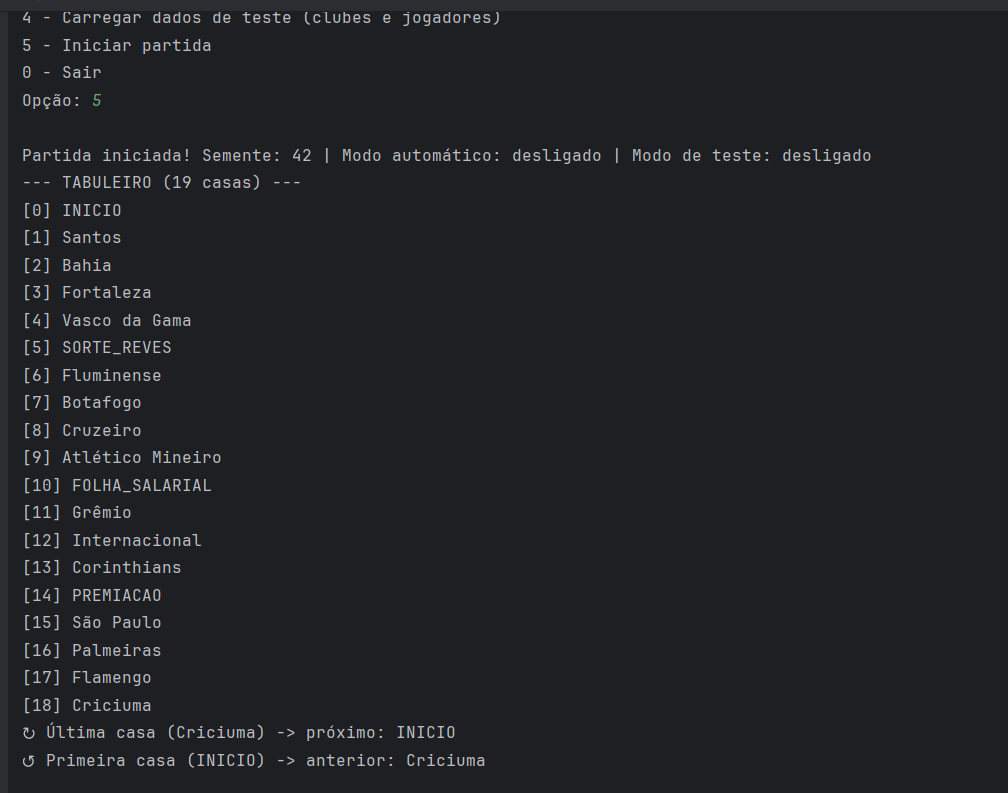 4 - Carregar dados de teste (clubes e jogadores)
5 - Iniciar partida
0 - Sair
Opção: 5
Partida iniciada! Semente: 42 | Modo automático: desligado | Modo de teste: desligado
--- TABULEIRO (19 casas) ---
[0] INICIO
[1] Santos
[2] Bahia
[3] Fortaleza
[4] Vasco da Gama
[5] SORTE_REVES
[6] Fluminense
[7] Botafogo
[8] Cruzeiro
[9] Atlético Mineiro
[10] FOLHA_SALARIAL
[11] Grêmio
[12] Internacional
[13] Corinthians
[14] PREMIACAO
[15] São Paulo
[16] Palmeiras
[17] Flamengo
[18] Criciuma
↻ Última casa (Criciuma) -> próximo: INICIO
↺ Primeira casa (INICIO) -> anterior: Criciuma